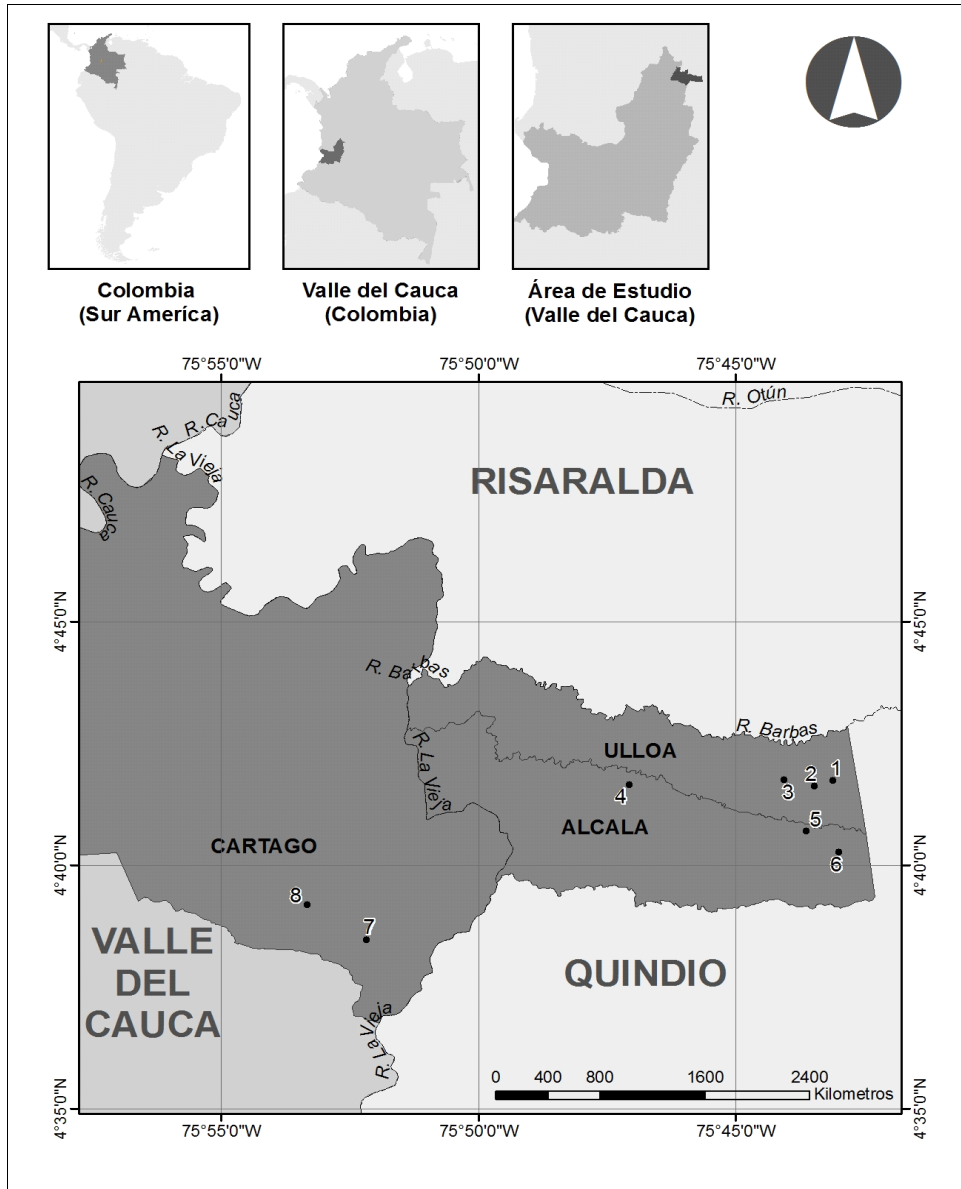 Colombia
(Sur América)
Valle del Cauca
(Colombia)
Área de Estudio
(Valle del Cauca)
75°55'0"W
75°50'0"W
75°45'0"W
R. Otún
R. Cauca
R. La Vieja
R. Cauca
RISARALDA
4°45'0"N
4°45'0"N
R. Barbas
R. Barbas
R. La Vieja
ULLOA
1
2
3
4
5
6
ALCALA
CARTAGO
4°40'0"N
4°40'0"N
8
7
VALLE
DEL
CAUCA
QUINDIO
R. La Vieja
0 400 800 1600 2400
Kilometros
4°35'0"N
4°35'0"N
75°55'0"W
75°50'0"W
75°45'0"W